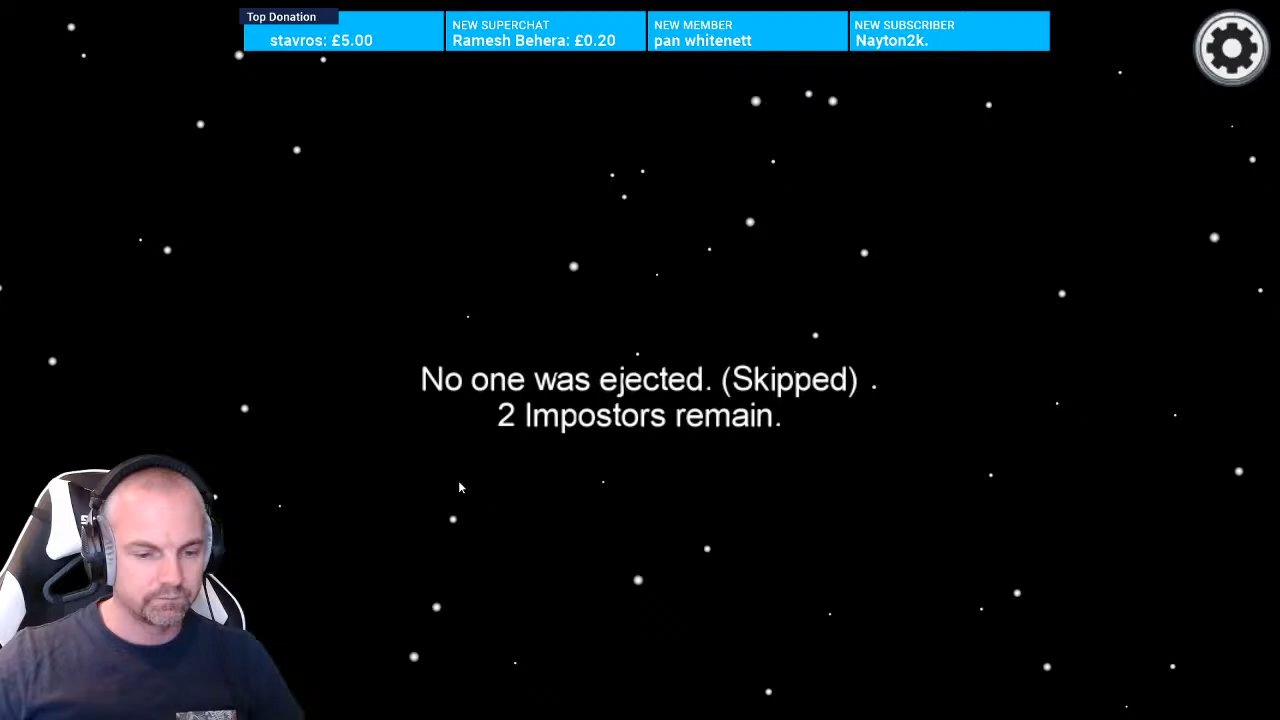 Top Donation
stavros: £5.00
NEW SUPERCHAT
Ramesh Behera: £0.20
NEW MEMBER
pan whitenett
NEW SUBSCRIBER
Nayton2k.
No one was ejected. (Skipped)
2 Impostors remain.